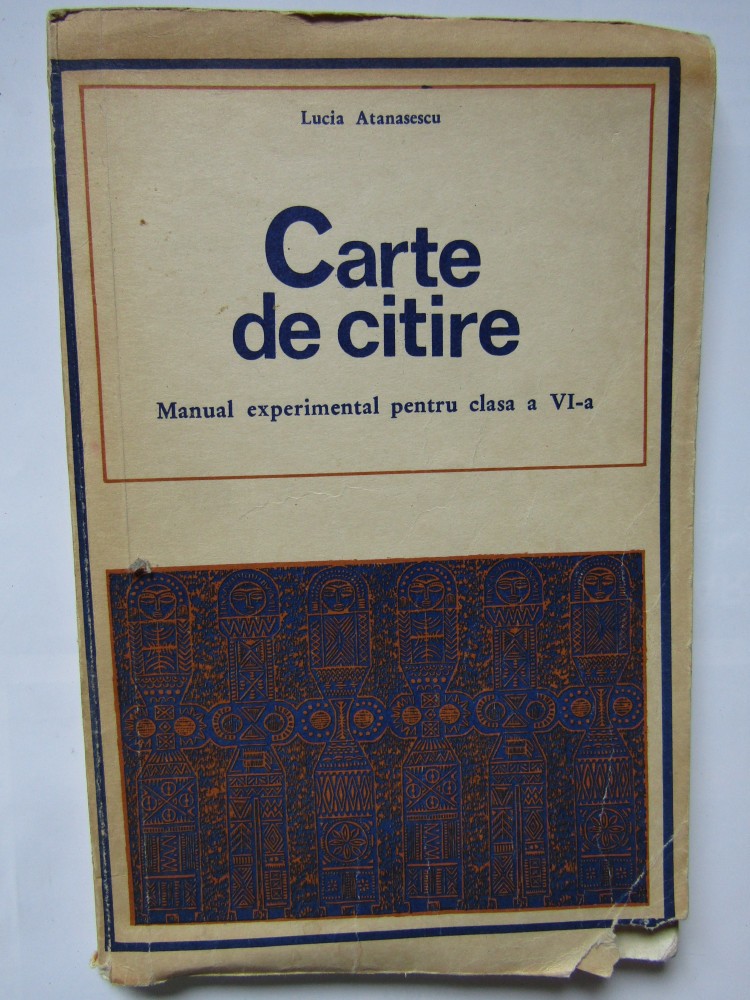 Lucia Atanasescu
Carte
de citire
Manual experimental pentru clasa a VI-a